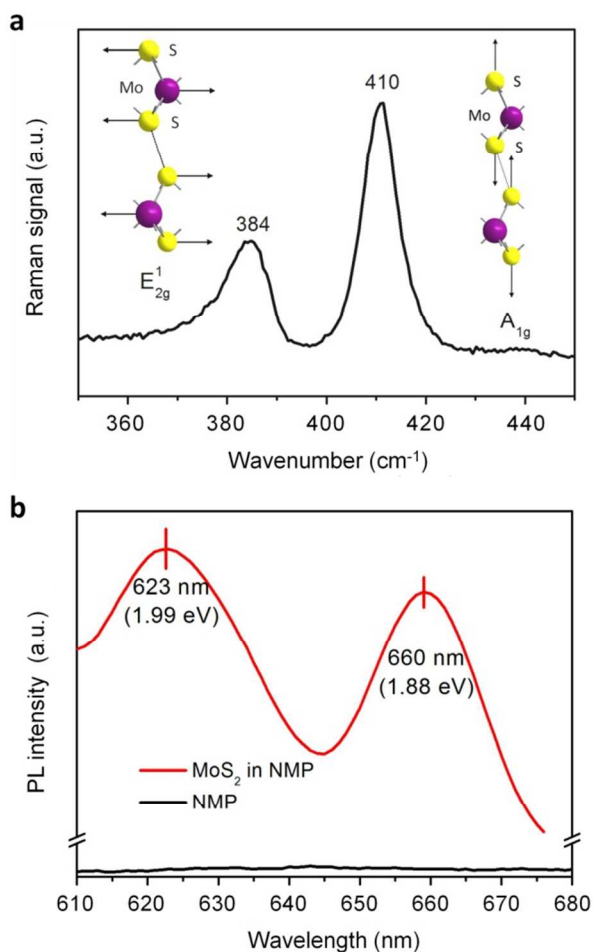 a
S
Mo
S
E¹₂g
384
410
S
Mo
S
A₁g
Raman signal (a.u.)
360 380 400 420 440
Wavenumber (cm⁻¹)
b
623 nm
(1.99 eV)
660 nm
(1.88 eV)
MoS₂ in NMP
NMP
PL intensity (a.u.)
610 620 630 640 650 660 670 680
Wavelength (nm)